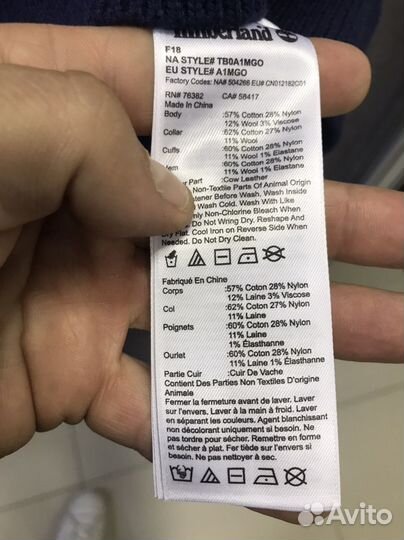 Timberland
F18
NA STYLE# TB0A1MGO
EU STYLE# A1MGO
Factory Codes: NA# 504266 EU# CN012182C01
RN# 76382 CA# 58417
Made In China
Body :57% Cotton 28% Nylon
12% Wool 3% Viscose
Collar :62% Cotton 27% Nylon
11% Wool
Cuffs :60% Cotton 28% Nylon
11% Wool 1% Elastane
:60% Cotton 28% Nylon
11% Wool 1% Elastane
Part :Cow Leather
Non-Textile Parts Of Animal Origin
Before Wash. Wash Inside
Wash Cold. Wash With Like
Non-Chlorine Bleach When
Do Not Wring Dry. Reshape And
Dry Flat. Cool Iron on Reverse Side When
Needed. Do Not Dry Clean.
Fabriqué En Chine
Corps :57% Coton 28% Nylon
12% Laine 3% Viscose
Col :62% Coton 27% Nylon
11% Laine
Poignets :60% Coton 28% Nylon
11% Laine
1% Élasthanne
Ourlet :60% Coton 28% Nylon
11% Laine 1% Élasthanne
Partie Cuir :Cuir De Vache
Contient Des Parties Non Textiles D'origine
Animale
Fermer la fermeture avant de laver. Laver
sur l'envers. Laver à la main à froid. Laver
en séparant les couleurs. Agent blanchissant
non décolorant uniquement si nécessaire. Ne
pas tordre pour sécher. Remettre en forme
et sécher à plat. Fer tiède sur l'envers si
nécessaire. Ne pas nettoyer à sec.
Avito